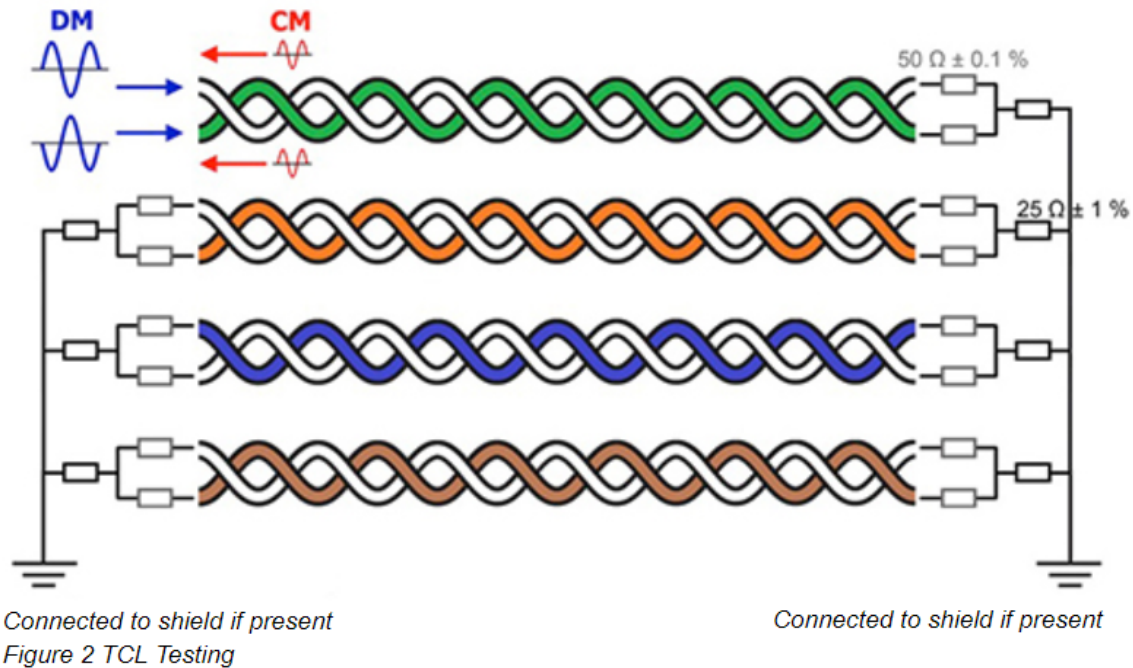 DM
CM
50 Ω ± 0.1 %
25 Ω ± 1 %
Connected to shield if present
Connected to shield if present
Figure 2 TCL Testing